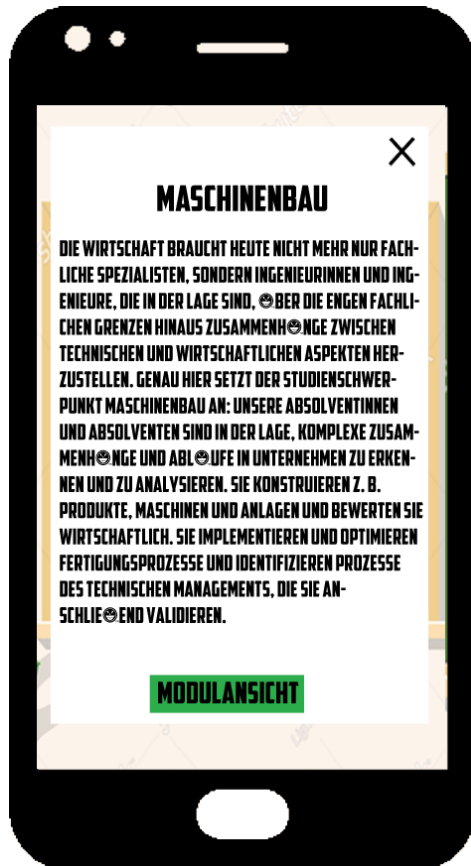 MASCHINENBAU
DIE WIRTSCHAFT BRAUCHT HEUTE NICHT MEHR NUR FACH-
LICHE SPEZIALISTEN, SONDERN INGENIEURINNEN UND ING-
ENIEURE, DIE IN DER LAGE SIND, 😀BER DIE ENGEN FACHLI-
CHEN GRENZEN HINAUS ZUSAMMENH😀NGE ZWISCHEN
TECHNISCHEN UND WIRTSCHAFTLICHEN ASPEKTEN HER-
ZUSTELLEN. GENAU HIER SETZT DER STUDIENSCHWER-
PUNKT MASCHINENBAU AN: UNSERE ABSOLVENTINNEN
UND ABSOLVENTEN SIND IN DER LAGE, KOMPLEXE ZUSAM-
MENH😀NGE UND ABL😀UFE IN UNTERNEHMEN ZU ERKEN-
NEN UND ZU ANALYSIEREN. SIE KONSTRUIEREN Z. B.
PRODUKTE, MASCHINEN UND ANLAGEN UND BEWERTEN SIE
WIRTSCHAFTLICH. SIE IMPLEMENTIEREN UND OPTIMIEREN
FERTIGUNGSPROZESSE UND IDENTIFIZIEREN PROZESSE
DES TECHNISCHEN MANAGEMENTS, DIE SIE AN-
SCHLIE😀END VALIDIEREN.
MODULANSICHT